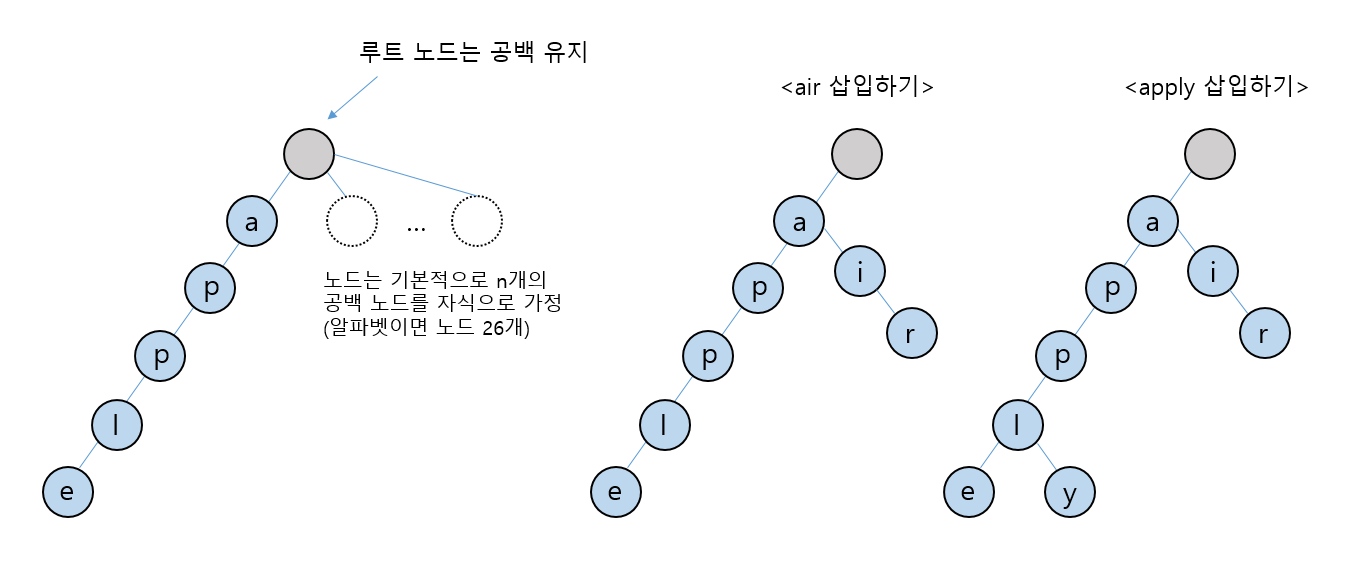 루트 노드는 공백 유지
a
...
p
노드는 기본적으로 n개의
공백 노드를 자식으로 가정
(알파벳이면 노드 26개)
p
l
e
<air 삽입하기>
a
i
p
r
p
l
e
<apply 삽입하기>
a
i
p
r
p
l
e
y